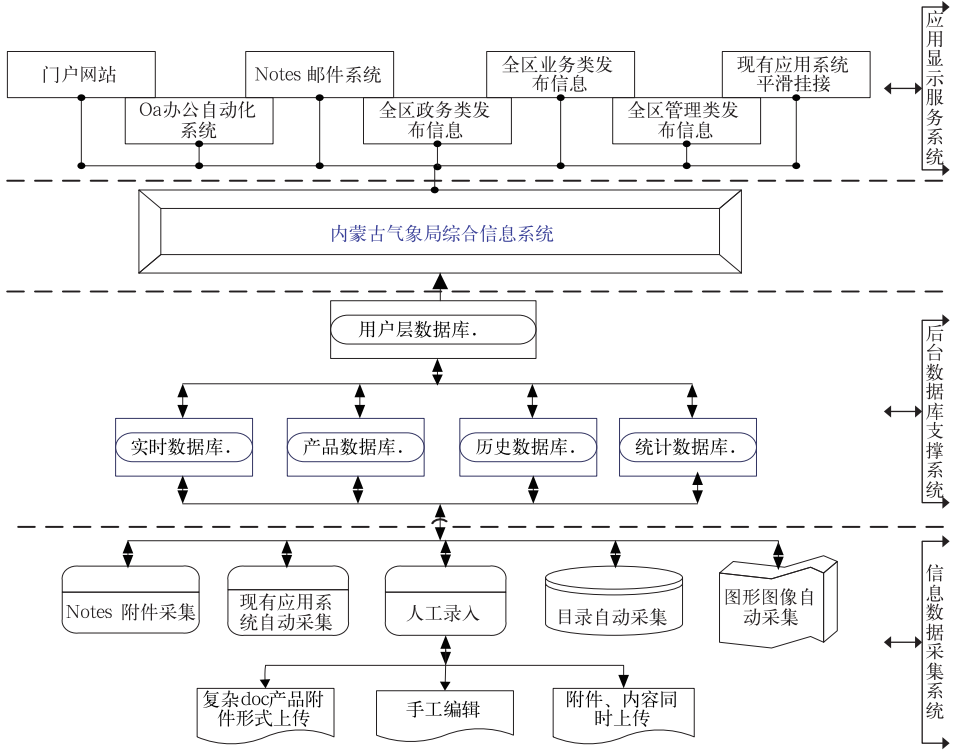 门户网站
Notes 邮件系统
全区业务类发
布信息
现有应用系统
平滑挂接
Oa办公自动化
系统
全区政务类发
布信息
全区管理类发
布信息
应用显示服务系统
内蒙古气象局综合信息系统
用户层数据库.
实时数据库.
产品数据库.
历史数据库.
统计数据库.
后台数据库支撑系统
Notes 附件采集
现有应用系
统自动采集
人工录入
目录自动采集
图形图像自
动采集
信息数据采集系统
复杂doc产品附
件形式上传
手工编辑
附件、内容同
时上传